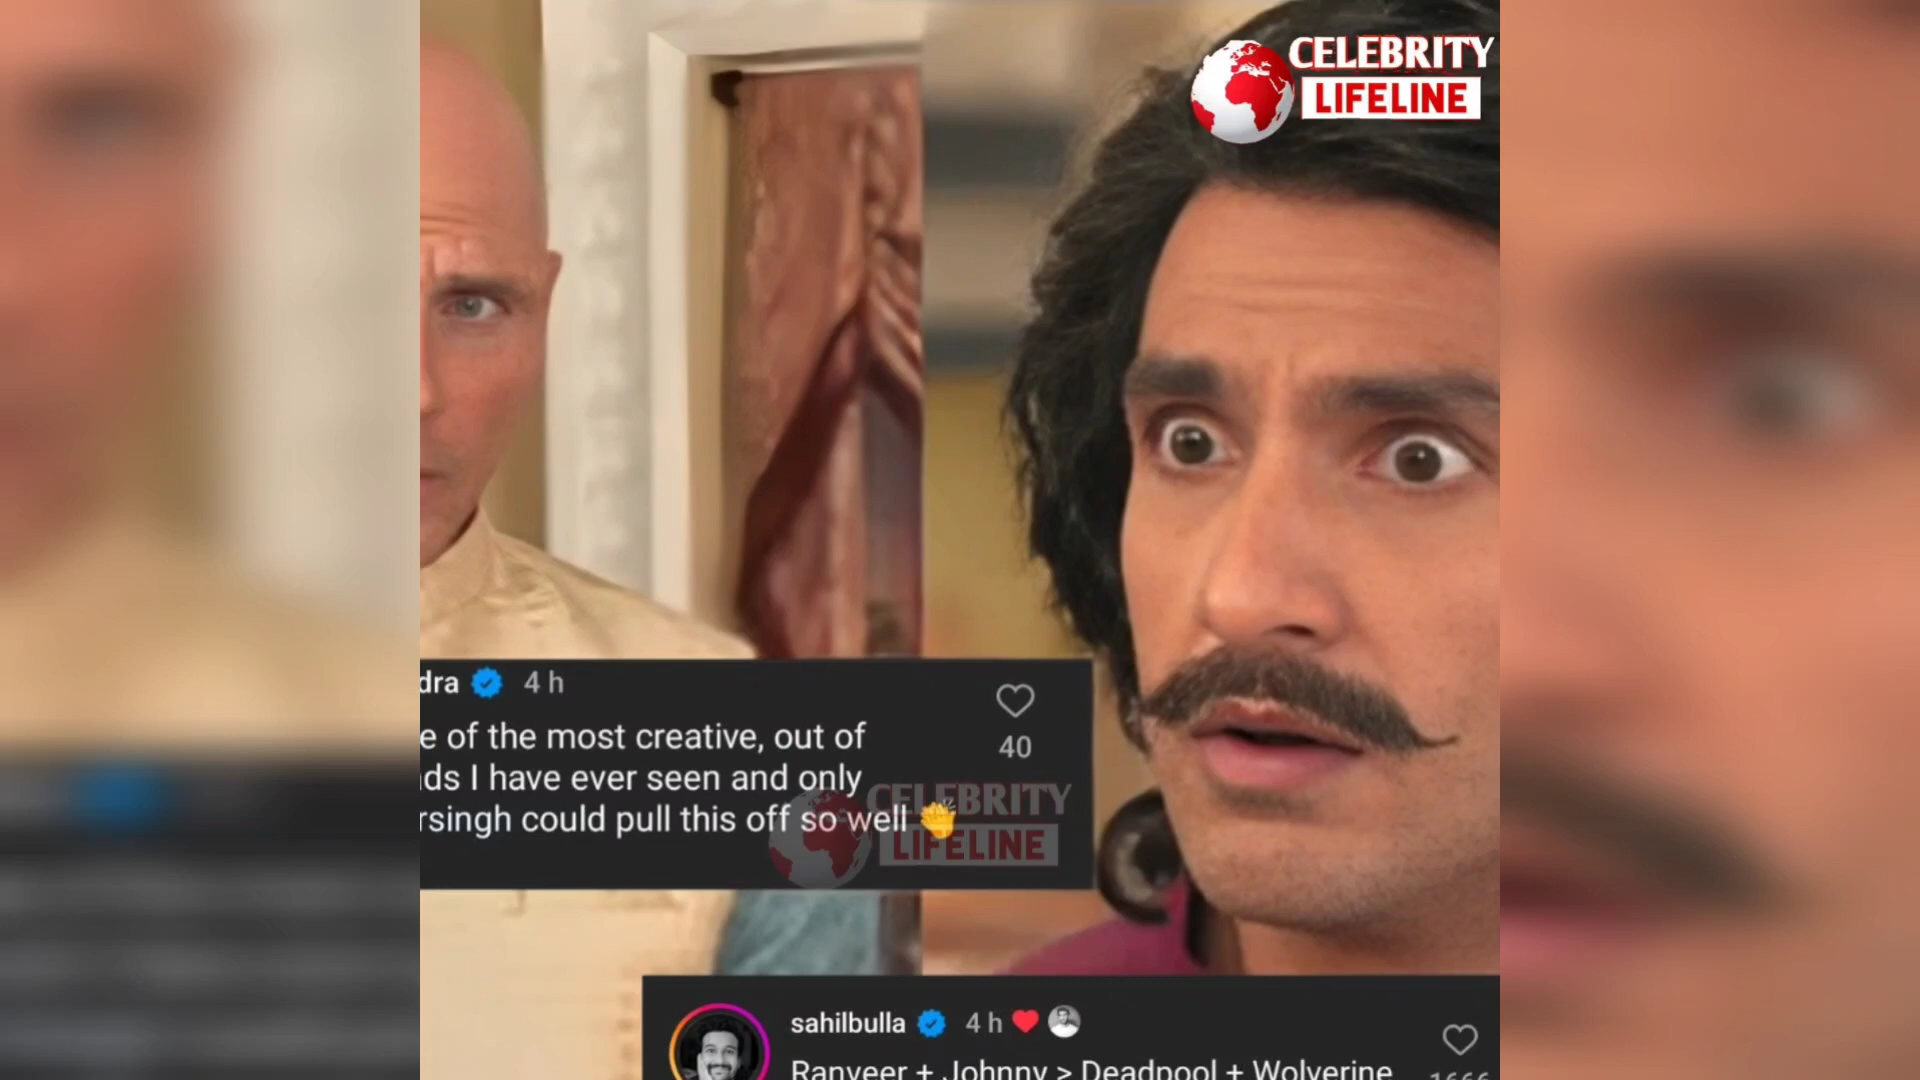 CELEBRITY
LIFELINE
dra 4 h
40
e of the most creative, out of
ds I have ever seen and only
rsingh could pull this off so well 👏
CELEBRITY
LIFELINE
sahilbulla 4 h ❤️
Ranveer + Johnny > Deadpool + Wolverine